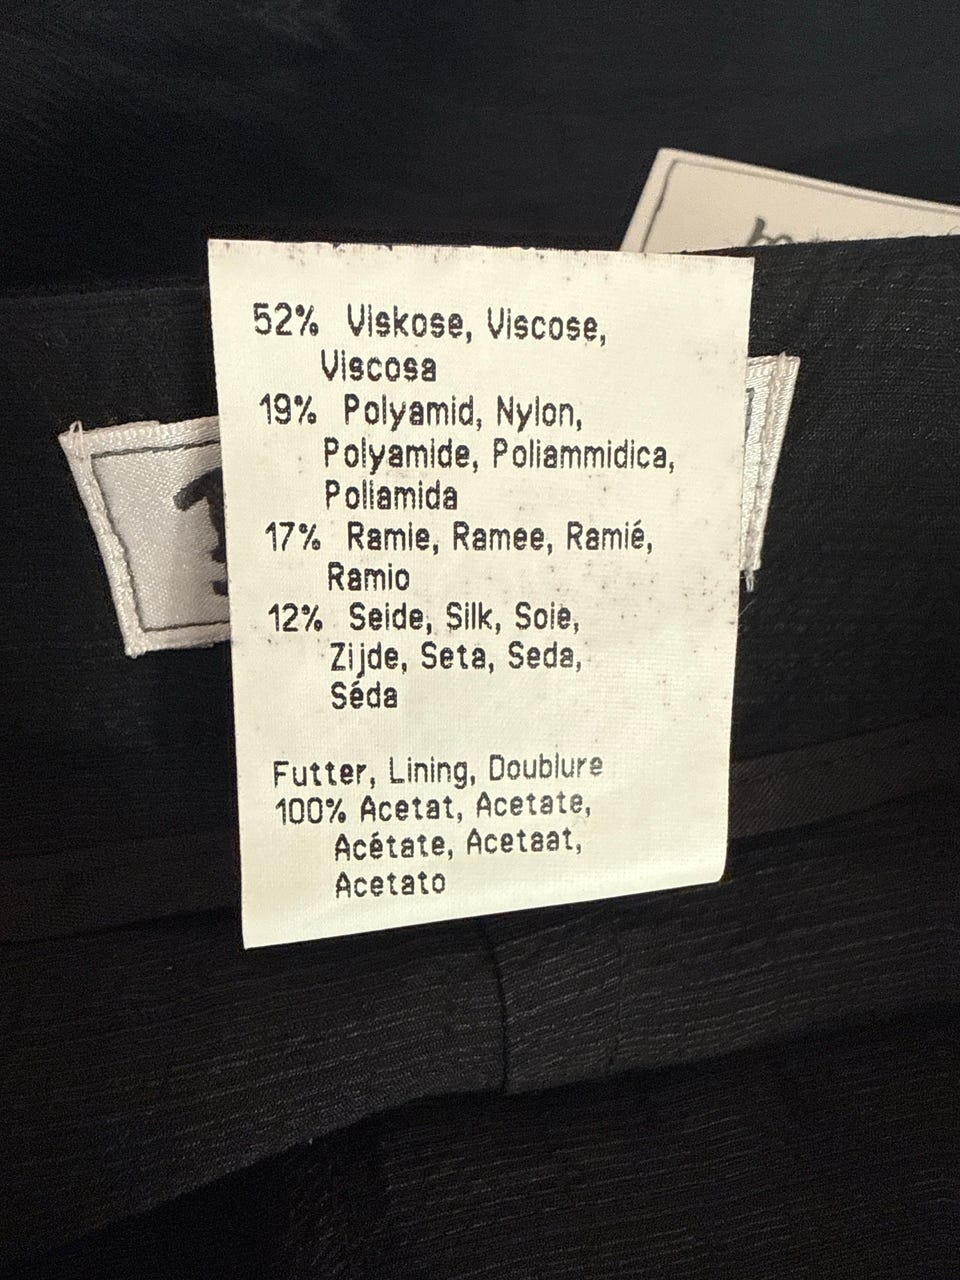 52% Viskose, Viscose,
Viscosa
19% Polyamid, Nylon,
Polyamide, Poliammidica,
Poliamida
17% Ramie, Ramee, Ramié,
Ramio
12% Seide, Silk, Soie,
Zijde, Seta, Seda,
Séda
Futter, Lining, Doublure
100% Acetat, Acetate,
Acétate, Acetaat,
Acetato